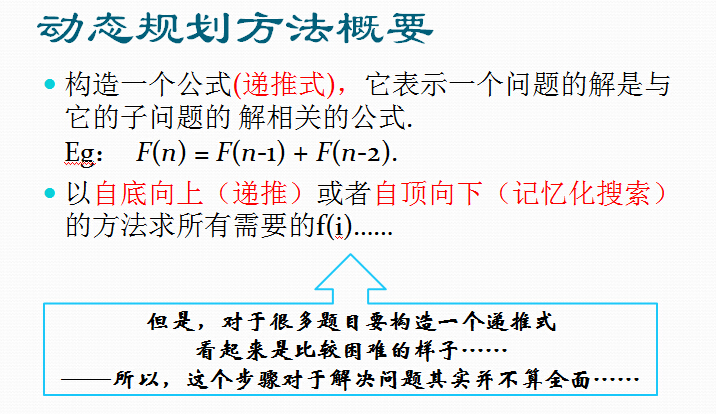 动态规划方法概要
构造一个公式(递推式)，它表示一个问题的解是与
它的子问题的 解相关的公式.
Eg： F(n) = F(n-1) + F(n-2).
以自底向上（递推）或者自顶向下（记忆化搜索）
的方法求所有需要的f(i)……
但是，对于很多题目要构造一个递推式
看起来是比较困难的样子……
——所以，这个步骤对于解决问题其实并不算全面……